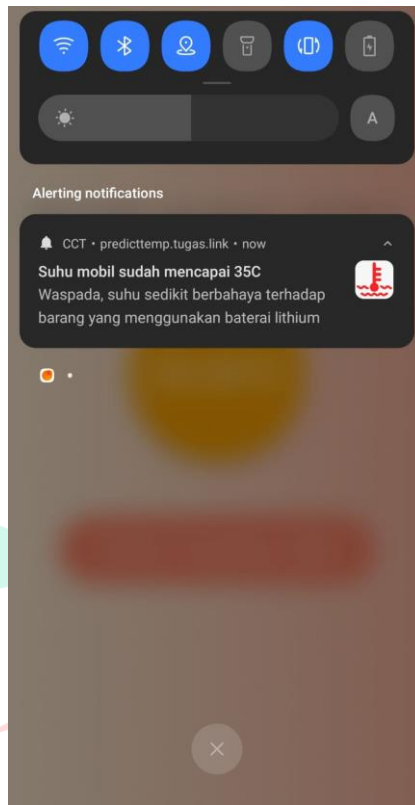 A
Alerting notifications
CCT • predicttemp.tugas.link • now
Suhu mobil sudah mencapai 35C
Waspada, suhu sedikit berbahaya terhadap
barang yang menggunakan baterai lithium